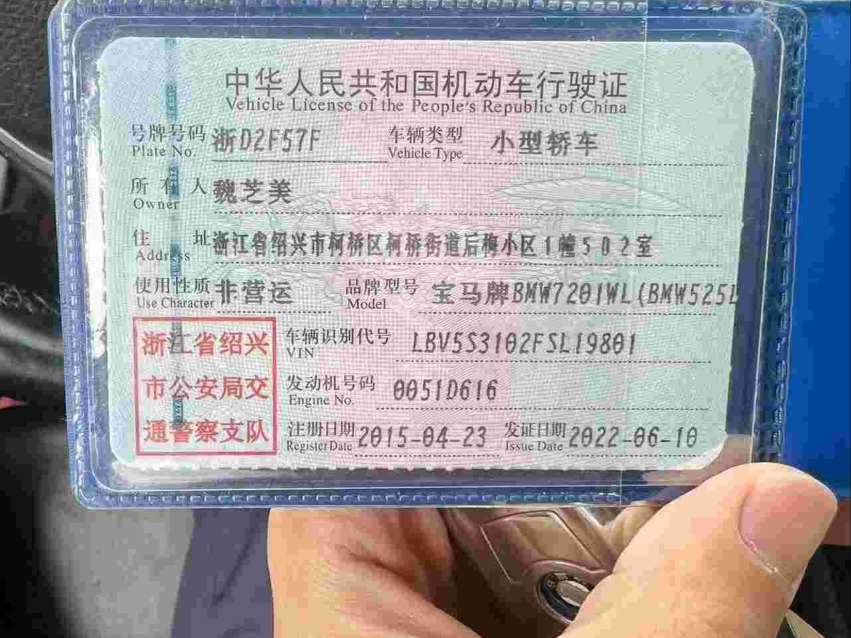 中华人民共和国机动车行驶证
Vehicle License of the People's Republic of China
号牌号码 浙D2F57F 车辆类型 小型轿车
Plate No. Vehicle Type
所有人 魏芝美
Owner
住址 浙江省绍兴市柯桥区柯桥街道后梅小区1幢502室
Address
使用性质 非营运 品牌型号 宝马牌BMW7201WL(BMW525L
Use Character Model
浙江省绍兴 车辆识别代号 LBV5S3102FSL19801
VIN
市公安局交 发动机号码 0051D616
Engine No.
通警察支队 注册日期 2015-04-23 发证日期 2022-06-10
Register Date Issue Date